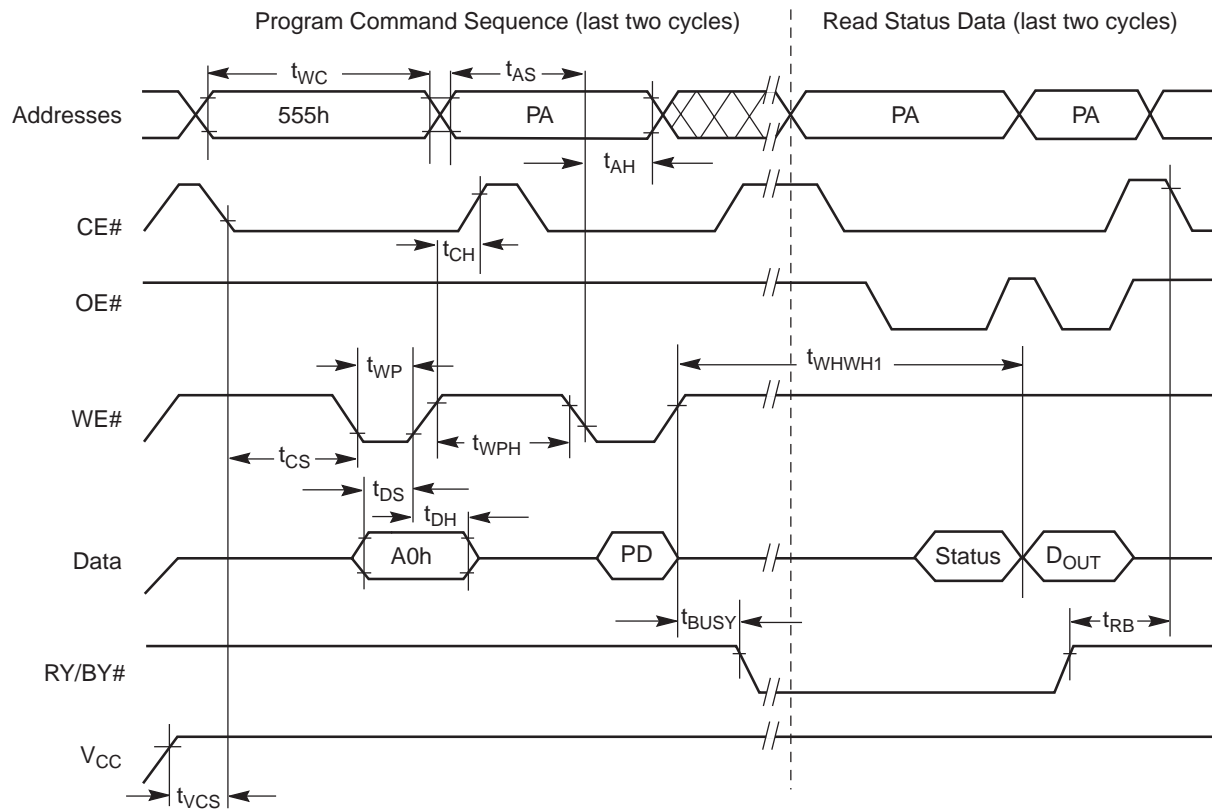 Program Command Sequence (last two cycles)
Read Status Data (last two cycles)
tWC
tAS
Addresses
555h
PA
PA
PA
tAH
CE#
tCH
OE#
tWP
tWHWH1
WE#
tCS
tWPH
tDS
tDH
Data
A0h
PD
Status
DOUT
tBUSY
tRB
RY/BY#
VCC
tVCS